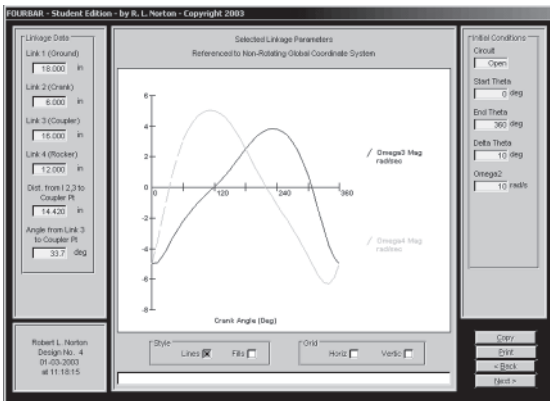 FOURBAR - Student Edition - by R. L. Norton - Copyright 2003
Linkage Data
Link 1 (Ground)
18.000 in
Link 2 (Crank)
6.000 in
Link 3 (Coupler)
16.000 in
Link 4 (Rocker)
12.000 in
Dist. from I 2,3 to
Coupler Pt
14.420 in
Angle from Link 3
to Coupler Pt
33.7 deg
Robert L. Norton
Design No. 4
01-03-2003
at 11:18:15
Selected Linkage Parameters
Referenced to Non-Rotating Global Coordinate System
6
4
2
0
-2
-4
-6
-8
120
240
360
Omega3 Mag
rad/sec
Omega4 Mag
rad/sec
Crank Angle (Deg)
Style
Lines
Fills
Grid
Horiz
Vertic
Initial Conditions
Circuit
Open
Start Theta
0 deg
End Theta
360 deg
Delta Theta
10 deg
Omega2
10 rad/s
Copy
Print
< Back
Next >